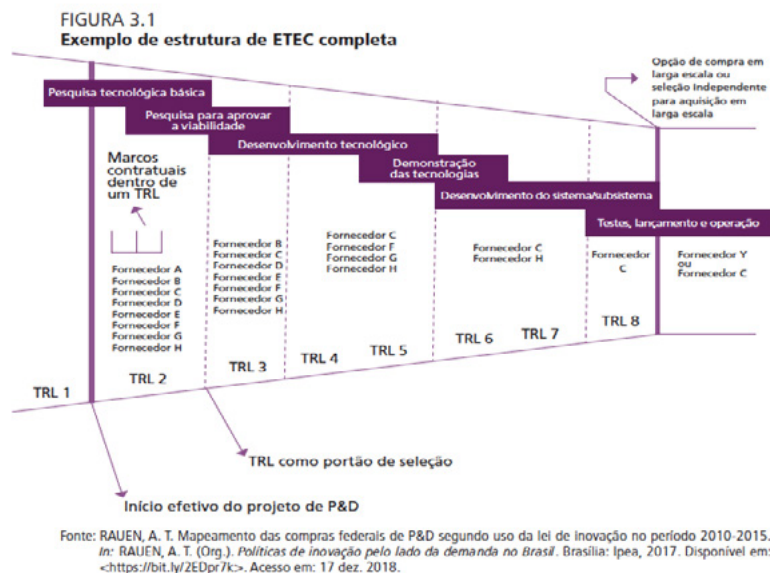 FIGURA 3.1
Exemplo de estrutura de ETEC completa
Opção de compra em
larga escala ou
seleção Independente
para aquisição em
larga escala
Pesquisa tecnológica básica
Pesquisa para aprovar
a viabilidade
Desenvolvimento tecnológico
Demonstração
das tecnologias
Desenvolvimento do sistema/subsistema
Testes, lançamento e operação
Marcos
contratuais
dentro de
um TRL
Fornecedor A
Fornecedor B
Fornecedor C
Fornecedor D
Fornecedor E
Fornecedor F
Fornecedor G
Fornecedor H
Fornecedor B
Fornecedor C
Fornecedor D
Fornecedor E
Fornecedor F
Fornecedor G
Fornecedor H
Fornecedor C
Fornecedor F
Fornecedor G
Fornecedor H
Fornecedor C
Fornecedor H
Fornecedor
C
Fornecedor Y
ou
Fornecedor C
TRL 1
TRL 2
TRL 3
TRL 4
TRL 5
TRL 6
TRL 7
TRL 8
TRL como portão de seleção
Início efetivo do projeto de P&D
Fonte: RAUEN, A. T. Mapeamento das compras federais de P&D segundo uso da lei de inovação no período 2010-2015.
In: RAUEN, A. T. (Org.). Políticas de inovação pelo lado da demanda no Brasil. Brasília: Ipea, 2017. Disponível em:
<https://bit.ly/2EDpr7k:>. Acesso em: 17 dez. 2018.